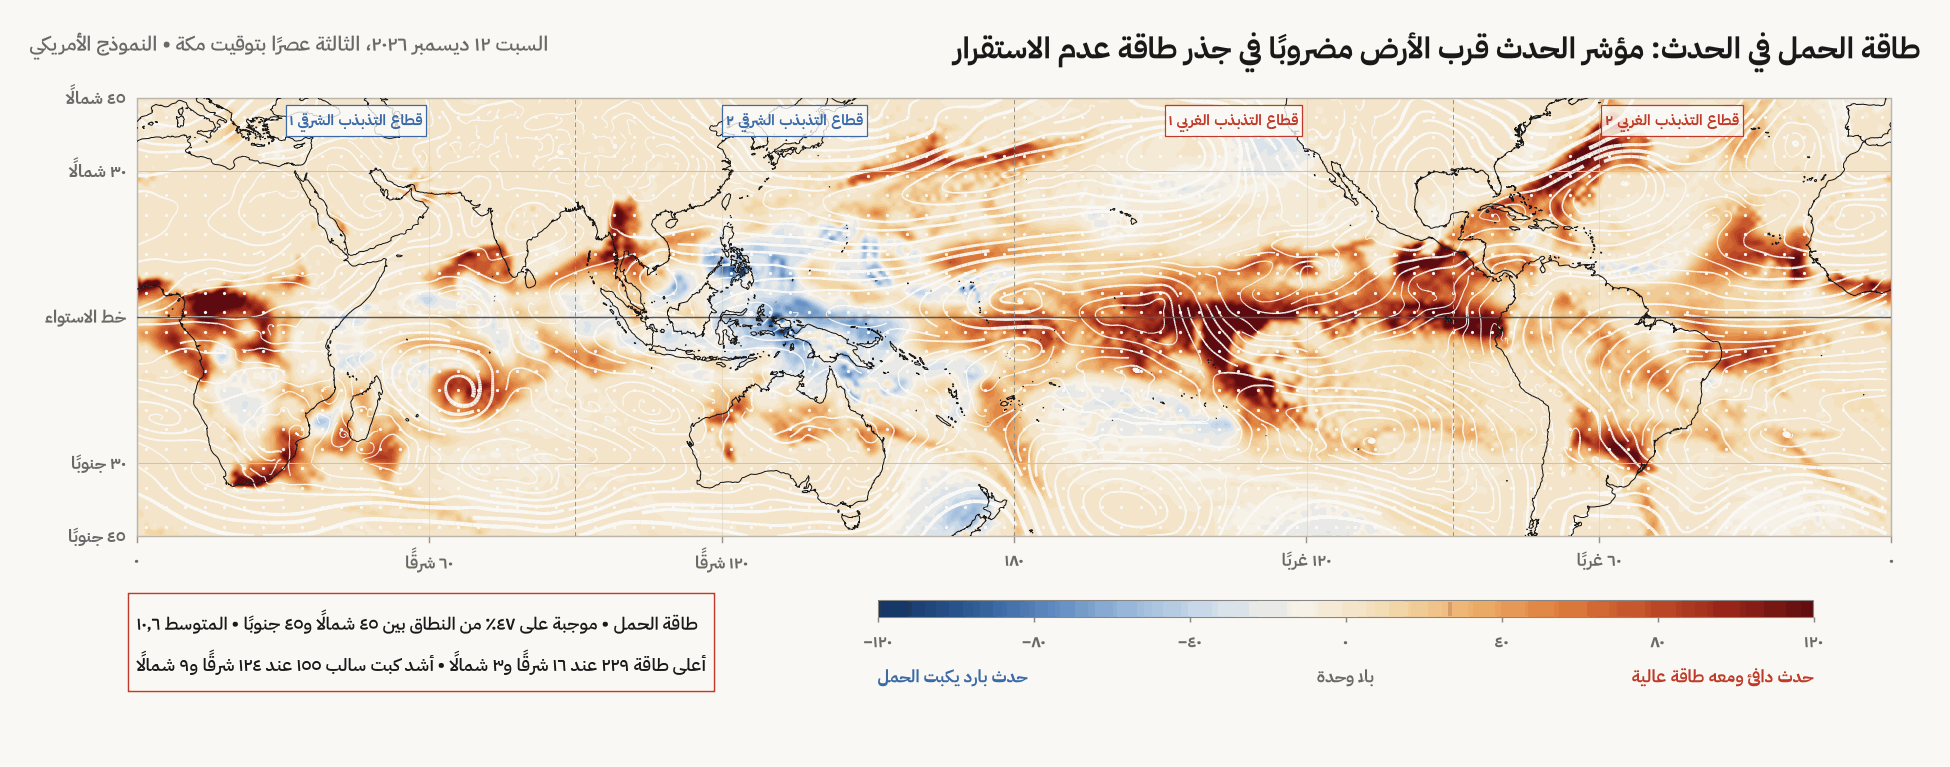 طاقة الحمل في الحدث: مؤشر الحدث قرب الأرض مضروبًا في جذر طاقة عدم الاستقرار
السبت ١٢ ديسمبر ٢٠٢٦، الثالثة عصرًا بتوقيت مكة • النموذج الأمريكي
قطاع التذبذب الشرقي ١
قطاع التذبذب الشرقي ٢
قطاع التذبذب الغربي ١
قطاع التذبذب الغربي ٢
٤٥ شمالًا
٣٠ شمالًا
خط الاستواء
٣٠ جنوبًا
٤٥ جنوبًا
٠
٦٠ شرقًا
١٢٠ شرقًا
١٨٠
١٢٠ غربًا
٦٠ غربًا
٠
طاقة الحمل • موجبة على ٤٧٪ من النطاق بين ٤٥ شمالًا و٤٥ جنوبًا • المتوسط ١٠,٦
أعلى طاقة ٢٢٩ عند ١٦ شرقًا و٣ شمالًا • أشد كبت سالب ١٥٥ عند ١٢٤ شرقًا و٩ شمالًا
−١٢٠
−٨٠
−٤٠
٠
٤٠
٨٠
١٢٠
حدث دافئ ومعه طاقة عالية
بلا وحدة
حدث بارد يكبت الحمل